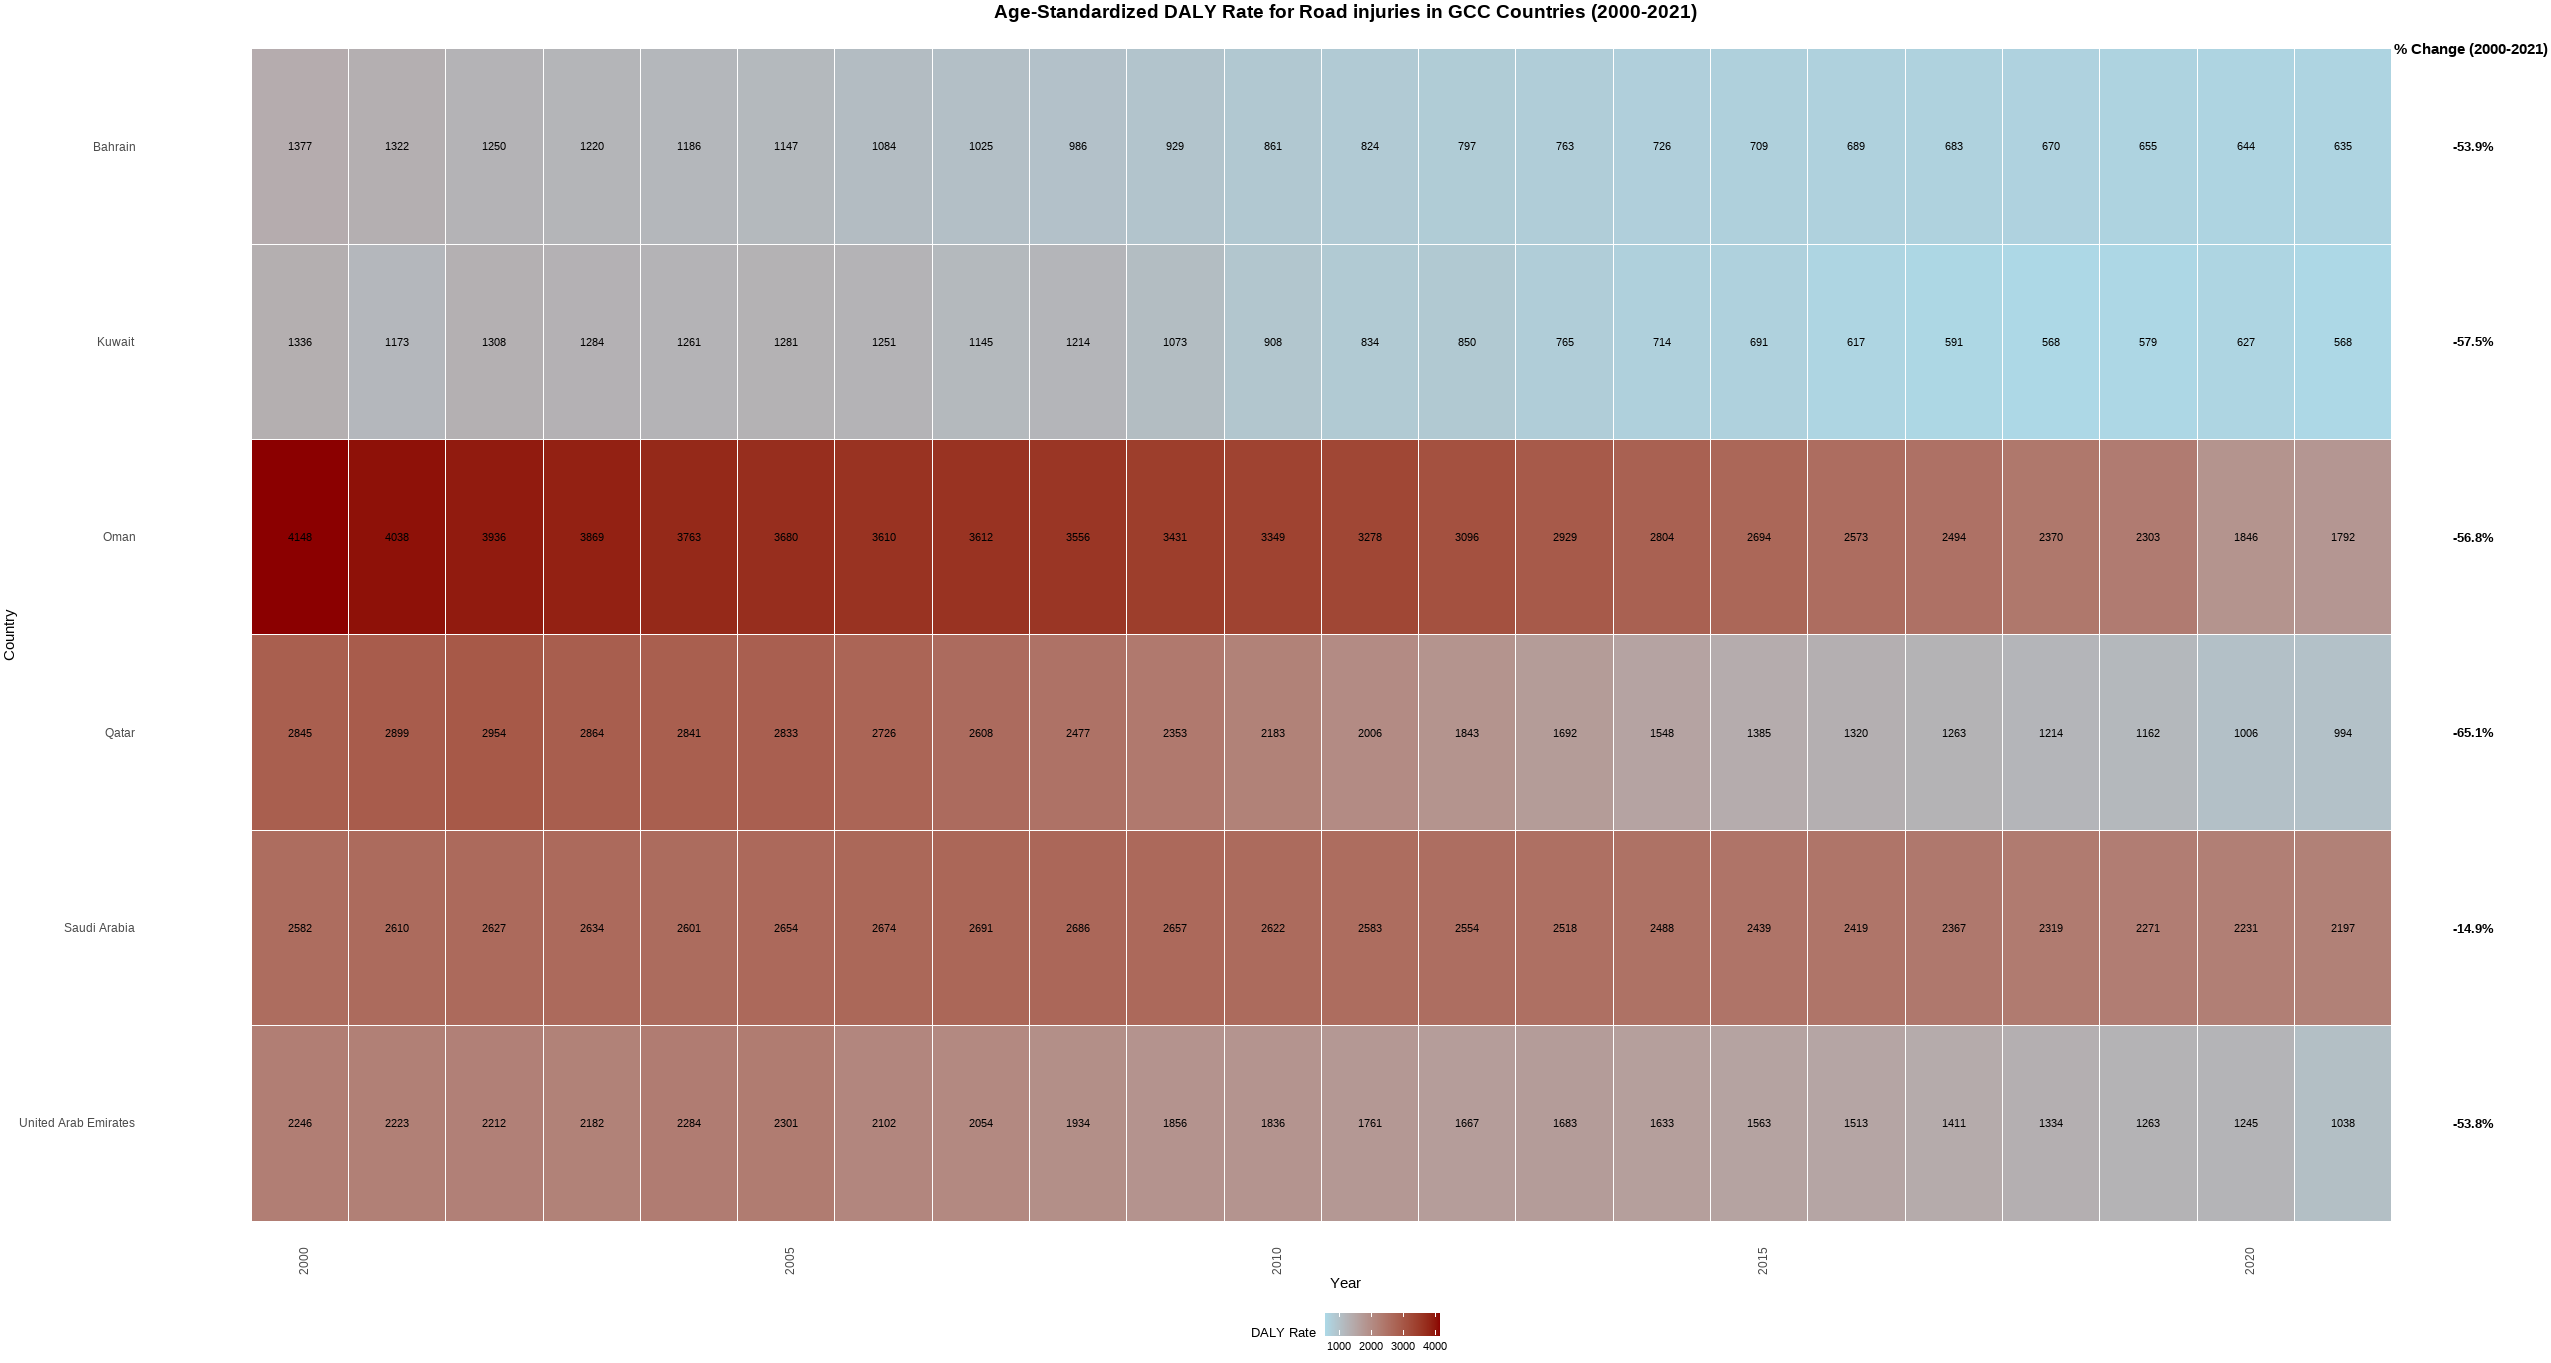 Age-Standardized DALY Rate for Road injuries in GCC Countries (2000-2021)
% Change (2000-2021)
Bahrain 1377 1322 1250 1220 1186 1147 1084 1025 986 929 861 824 797 763 726 709 689 683 670 655 644 635 -53.9%
Kuwait 1336 1173 1308 1284 1261 1281 1251 1145 1214 1073 908 834 850 765 714 691 617 591 568 579 627 568 -57.5%
Oman 4148 4038 3936 3869 3763 3680 3610 3612 3556 3431 3349 3278 3096 2929 2804 2694 2573 2494 2370 2303 1846 1792 -56.8%
Country
Qatar 2845 2899 2954 2864 2841 2833 2726 2608 2477 2353 2183 2006 1843 1692 1548 1385 1320 1263 1214 1162 1006 994 -65.1%
Saudi Arabia 2582 2610 2627 2634 2601 2654 2674 2691 2686 2657 2622 2583 2554 2518 2488 2439 2419 2367 2319 2271 2231 2197 -14.9%
United Arab Emirates 2246 2223 2212 2182 2284 2301 2102 2054 1934 1856 1836 1761 1667 1683 1633 1563 1513 1411 1334 1263 1245 1038 -53.8%
2000 2005 2010 2015 2020
Year
DALY Rate
1000 2000 3000 4000